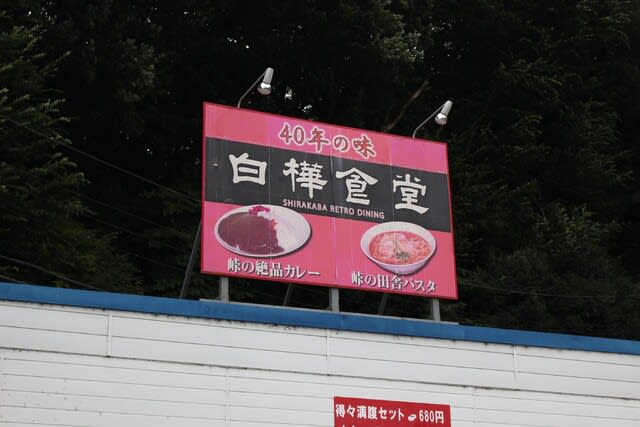 40年の味
白樺食堂
SHIRAKABA RETRO DINING
峠の絶品カレー
峠の田舎パスタ
得々満腹セット 680円